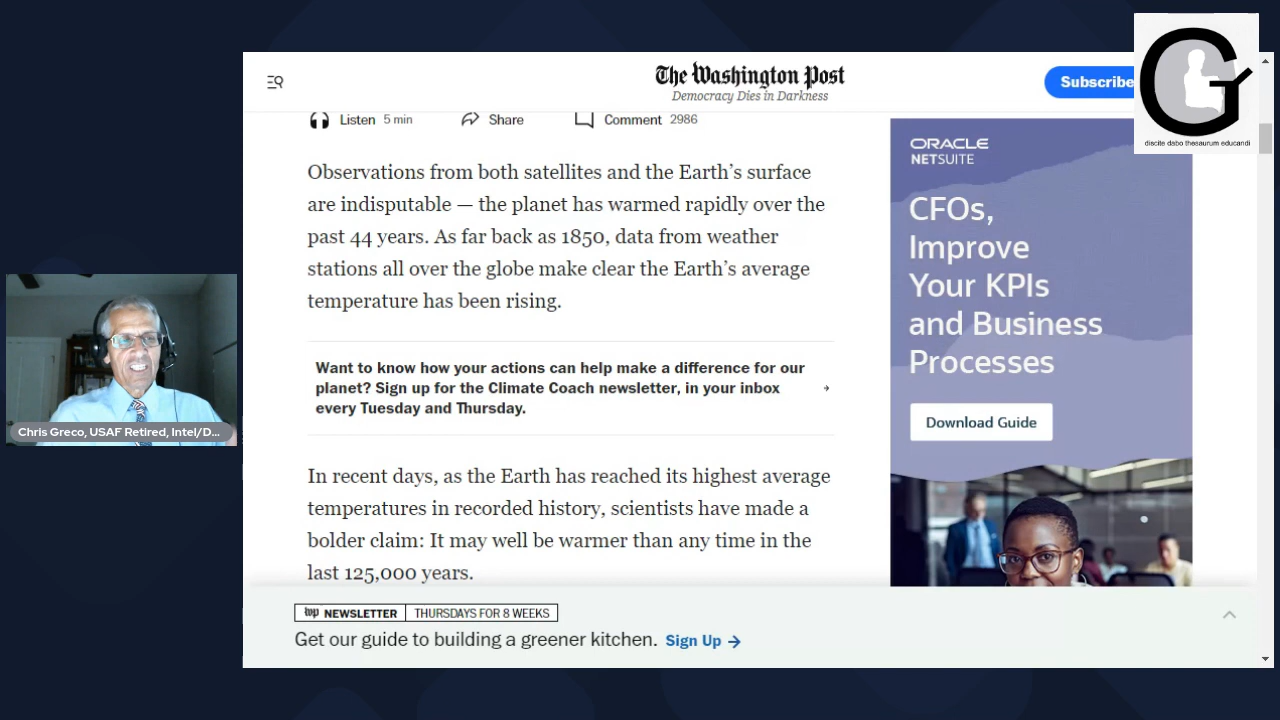 The Washington Post
Democracy Dies in Darkness
Subscribe
discite dabo thesaurum educandi
Listen 5 min Share Comment 2986
Observations from both satellites and the Earth’s surface
are indisputable — the planet has warmed rapidly over the
past 44 years. As far back as 1850, data from weather
stations all over the globe make clear the Earth’s average
temperature has been rising.
Want to know how your actions can help make a difference for our
planet? Sign up for the Climate Coach newsletter, in your inbox
every Tuesday and Thursday.
In recent days, as the Earth has reached its highest average
temperatures in recorded history, scientists have made a
bolder claim: It may well be warmer than any time in the
last 125,000 years.
ORACLE
NETSUITE
CFOs,
Improve
Your KPIs
and Business
Processes
Download Guide
Chris Greco, USAF Retired, Intel/D...
wp NEWSLETTER THURSDAYS FOR 8 WEEKS
Get our guide to building a greener kitchen. Sign Up →